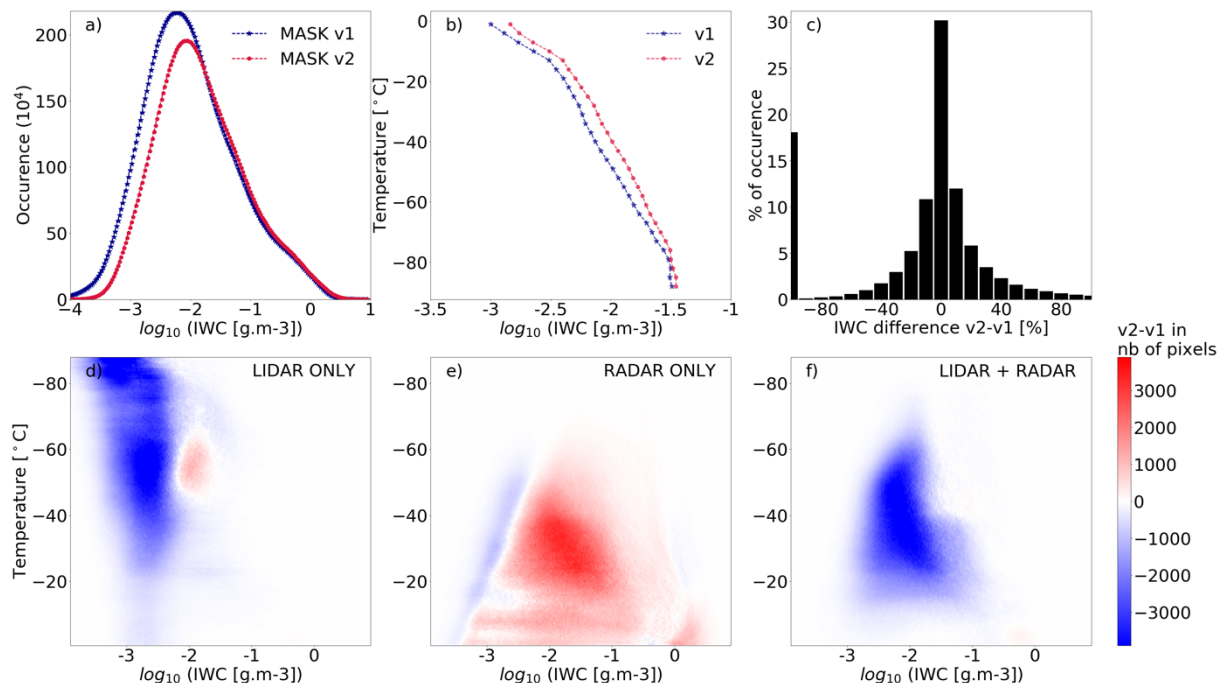 a)
MASK v1
MASK v2
Occurence (10⁴)
200
150
100
50
0
−4
−3
−2
−1
0
1
log₁₀ (IWC [g.m-3])
b)
v1
v2
Temperature [°C]
0
−20
−40
−60
−80
−3.5
−3
−2.5
−2
−1.5
−1
log₁₀ (IWC [g.m-3])
c)
% of occurence
30
25
20
15
10
5
0
−80
−40
0
40
80
IWC difference v2-v1 [%]
d)
LIDAR ONLY
Temperature [°C]
−80
−60
−40
−20
-3
-2
-1
0
log₁₀ (IWC [g.m-3])
e)
RADAR ONLY
−80
−60
−40
−20
-3
-2
-1
0
log₁₀ (IWC [g.m-3])
f)
LIDAR + RADAR
−80
−60
−40
−20
-3
-2
-1
0
log₁₀ (IWC [g.m-3])
v2-v1 in
nb of pixels
3000
2000
1000
0
−1000
−2000
−3000